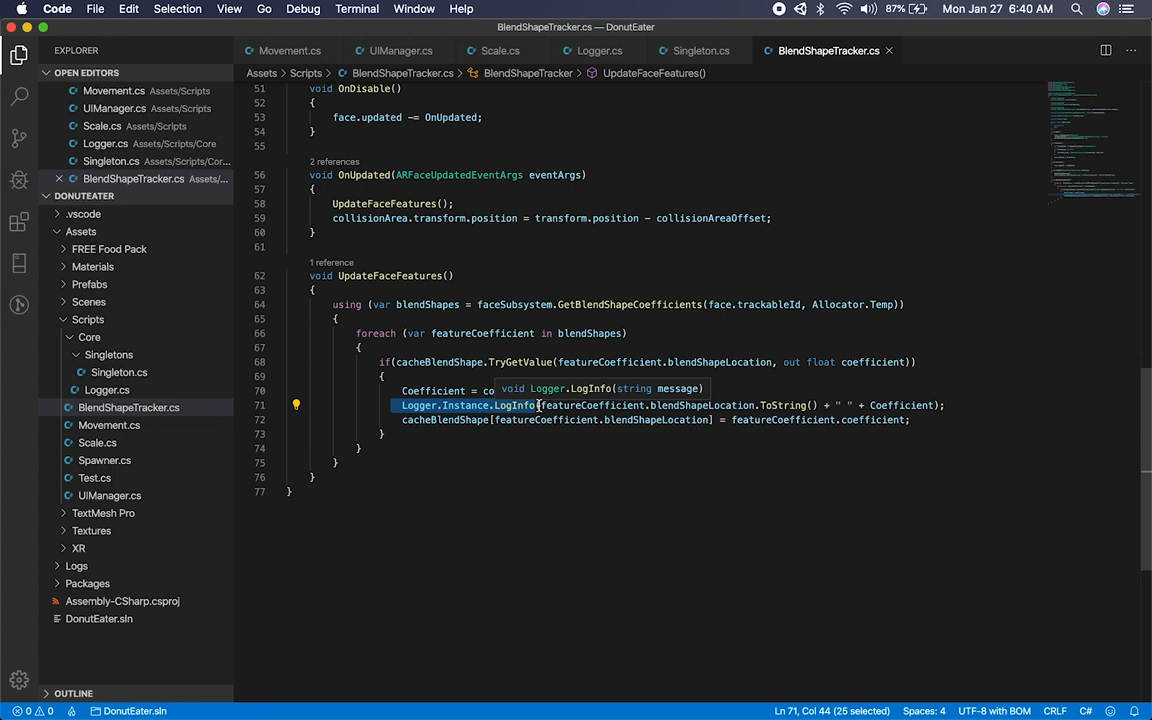 Code File Edit Selection View Go Debug Terminal Window Help 87% Mon Jan 27 6:40 AM
BlendShapeTracker.cs — DonutEater
EXPLORER
OPEN EDITORS
Movement.cs Assets/Scripts
UIManager.cs Assets/Scripts
Scale.cs Assets/Scripts
Logger.cs Assets/Scripts/Core
Singleton.cs Assets/Scripts/Cor...
BlendShapeTracker.cs Assets/...
DONUTEATER
.vscode
Assets
FREE Food Pack
Materials
Prefabs
Scenes
Scripts
Core
Singletons
Singleton.cs
Logger.cs
BlendShapeTracker.cs
Movement.cs
Scale.cs
Spawner.cs
Test.cs
UIManager.cs
TextMesh Pro
Textures
XR
Logs
Packages
Assembly-CSharp.csproj
DonutEater.sln
OUTLINE
Movement.cs UIManager.cs Scale.cs Logger.cs Singleton.cs BlendShapeTracker.cs
Assets > Scripts > BlendShapeTracker.cs > BlendShapeTracker > UpdateFaceFeatures()
51 void OnDisable()
52 {
53 face.updated -= OnUpdated;
54 }
55
2 references
56 void OnUpdated(ARFaceUpdatedEventArgs eventArgs)
57 {
58 UpdateFaceFeatures();
59 collisionArea.transform.position = transform.position - collisionAreaOffset;
60 }
61
1 reference
62 void UpdateFaceFeatures()
63 {
64 using (var blendShapes = faceSubsystem.GetBlendShapeCoefficients(face.trackableId, Allocator.Temp))
65 {
66 foreach (var featureCoefficient in blendShapes)
67 {
68 if(cacheBlendShape.TryGetValue(featureCoefficient.blendShapeLocation, out float coefficient))
69 {
void Logger.LogInfo(string message)
70 Coefficient = co
71 Logger.Instance.LogInfo(featureCoefficient.blendShapeLocation.ToString() + " " + Coefficient);
72 cacheBlendShape[featureCoefficient.blendShapeLocation] = featureCoefficient.coefficient;
73 }
74 }
75 }
76 }
77 }
0 0 DonutEater.sln Ln 71, Col 44 (25 selected) Spaces: 4 UTF-8 with BOM CRLF C#